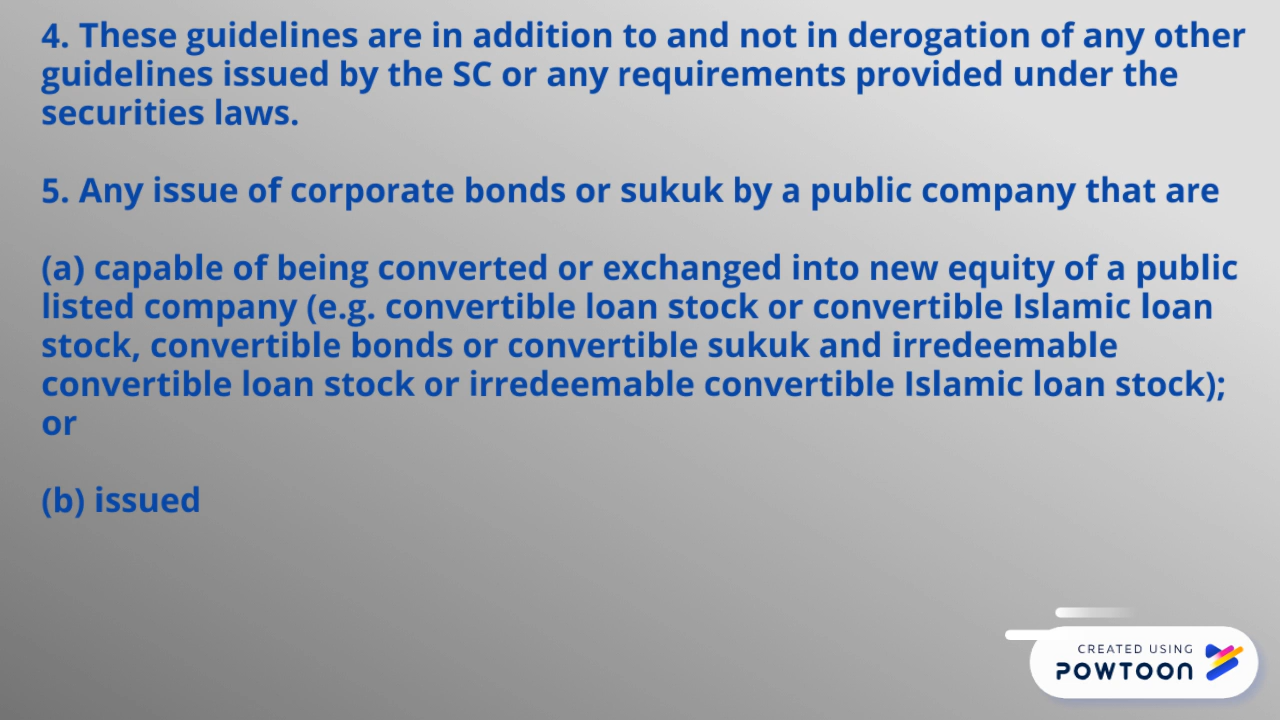 4. These guidelines are in addition to and not in derogation of any other
guidelines issued by the SC or any requirements provided under the
securities laws.
5. Any issue of corporate bonds or sukuk by a public company that are
(a) capable of being converted or exchanged into new equity of a public
listed company (e.g. convertible loan stock or convertible Islamic loan
stock, convertible bonds or convertible sukuk and irredeemable
convertible loan stock or irredeemable convertible Islamic loan stock);
or
(b) issued
CREATED USING
POWTOON